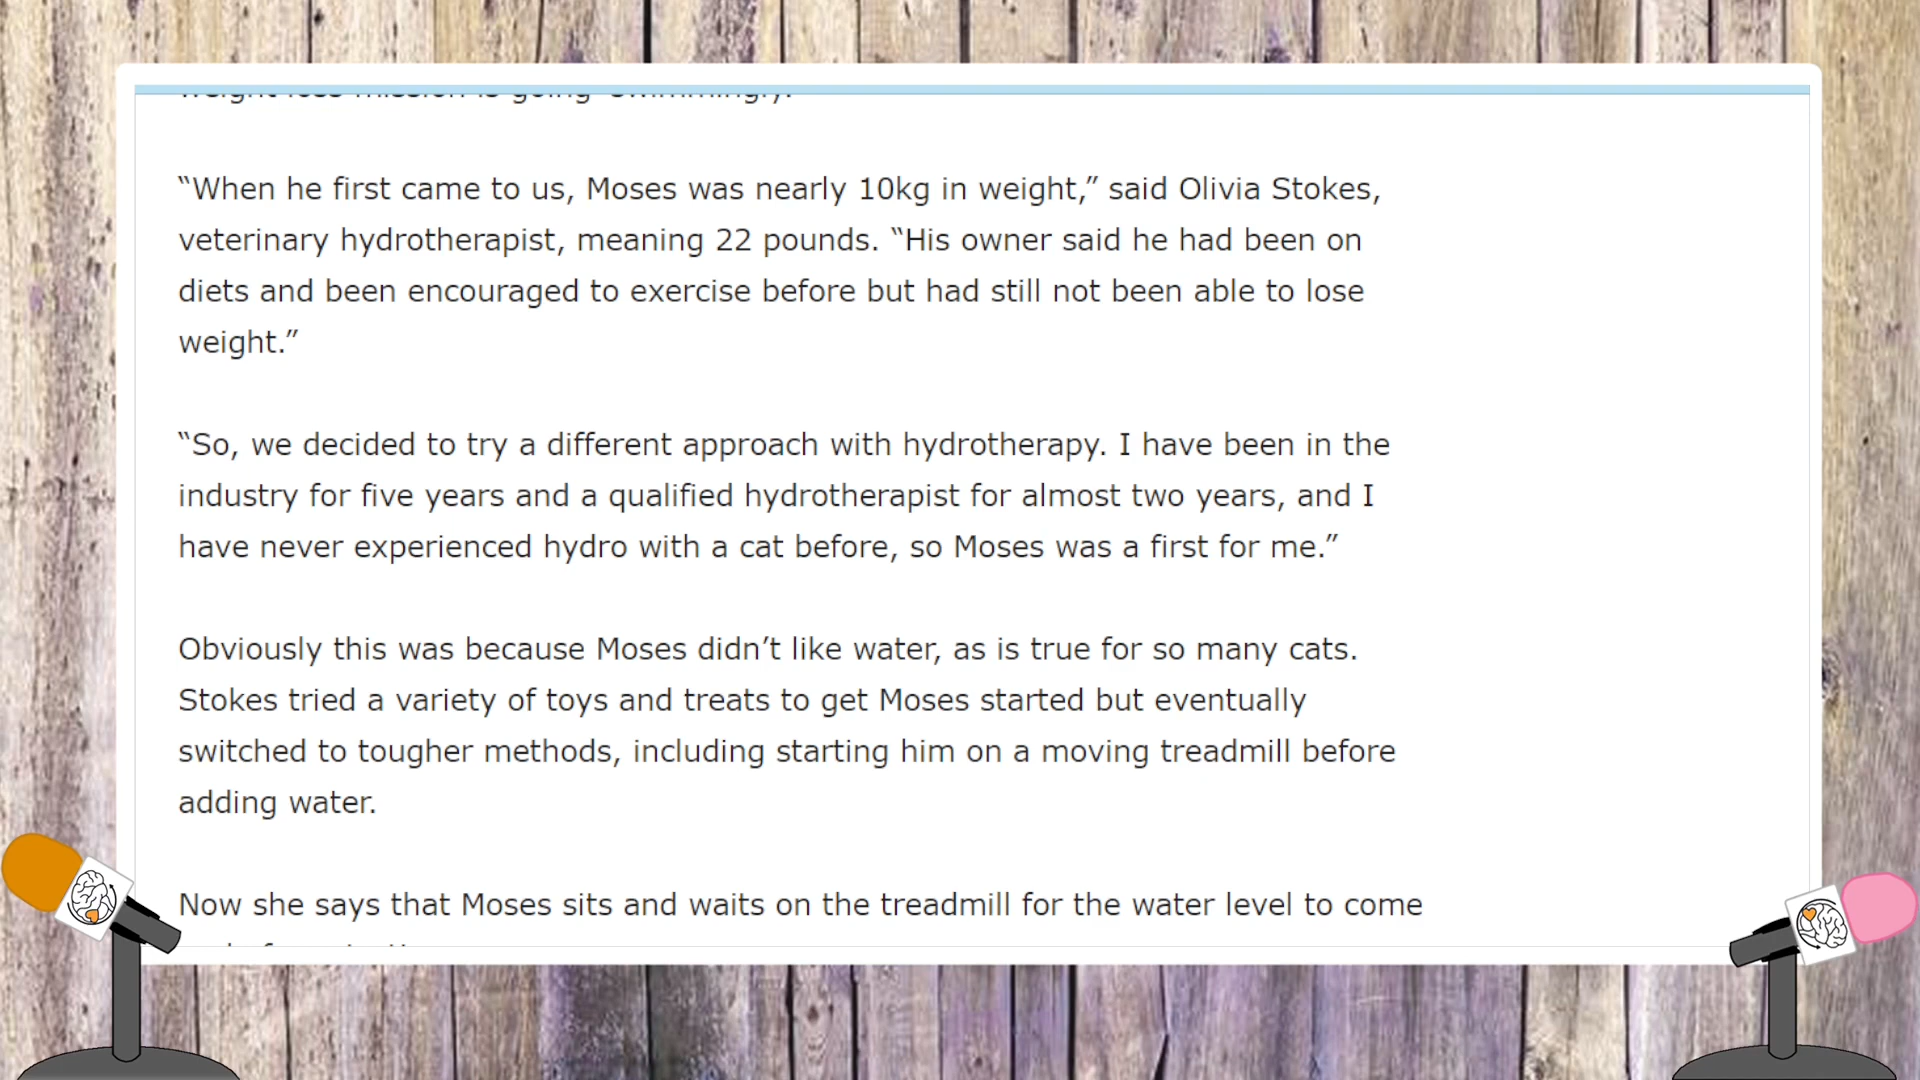 weight loss mission is going 'swimmingly.'
“When he first came to us, Moses was nearly 10kg in weight,” said Olivia Stokes,
veterinary hydrotherapist, meaning 22 pounds. “His owner said he had been on
diets and been encouraged to exercise before but had still not been able to lose
weight.”
“So, we decided to try a different approach with hydrotherapy. I have been in the
industry for five years and a qualified hydrotherapist for almost two years, and I
have never experienced hydro with a cat before, so Moses was a first for me.”
Obviously this was because Moses didn’t like water, as is true for so many cats.
Stokes tried a variety of toys and treats to get Moses started but eventually
switched to tougher methods, including starting him on a moving treadmill before
adding water.
Now she says that Moses sits and waits on the treadmill for the water level to come